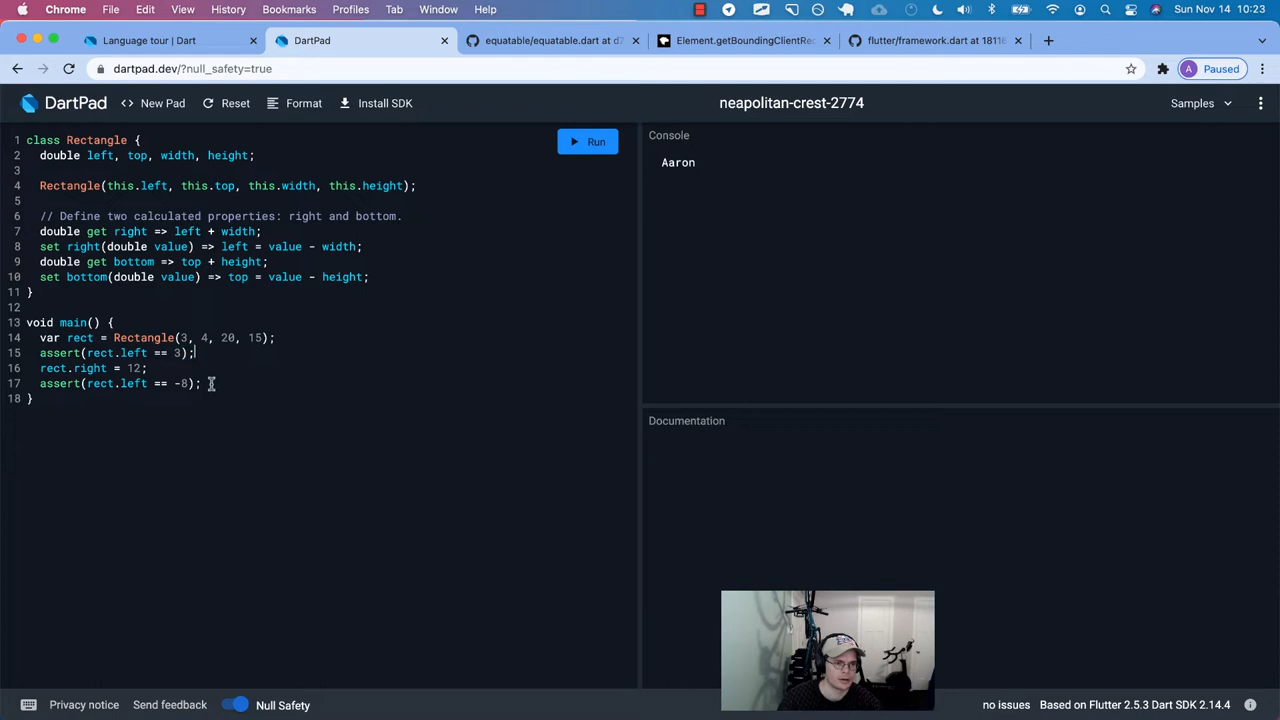 Chrome File Edit View History Bookmarks Profiles Tab Window Help Sun Nov 14 10:23
Language tour | Dart
DartPad
equatable/equatable.dart at d7
Element.getBoundingClientRec
flutter/framework.dart at 18116
dartpad.dev/?null_safety=true
A Paused
DartPad
New Pad
Reset
Format
Install SDK
neapolitan-crest-2774
Samples
Run
1 class Rectangle {
2 double left, top, width, height;
3
4 Rectangle(this.left, this.top, this.width, this.height);
5
6 // Define two calculated properties: right and bottom.
7 double get right => left + width;
8 set right(double value) => left = value - width;
9 double get bottom => top + height;
10 set bottom(double value) => top = value - height;
11 }
12
13 void main() {
14 var rect = Rectangle(3, 4, 20, 15);
15 assert(rect.left == 3);
16 rect.right = 12;
17 assert(rect.left == -8);
18 }
Console
Aaron
Documentation
Privacy notice
Send feedback
Null Safety
no issues
Based on Flutter 2.5.3 Dart SDK 2.14.4